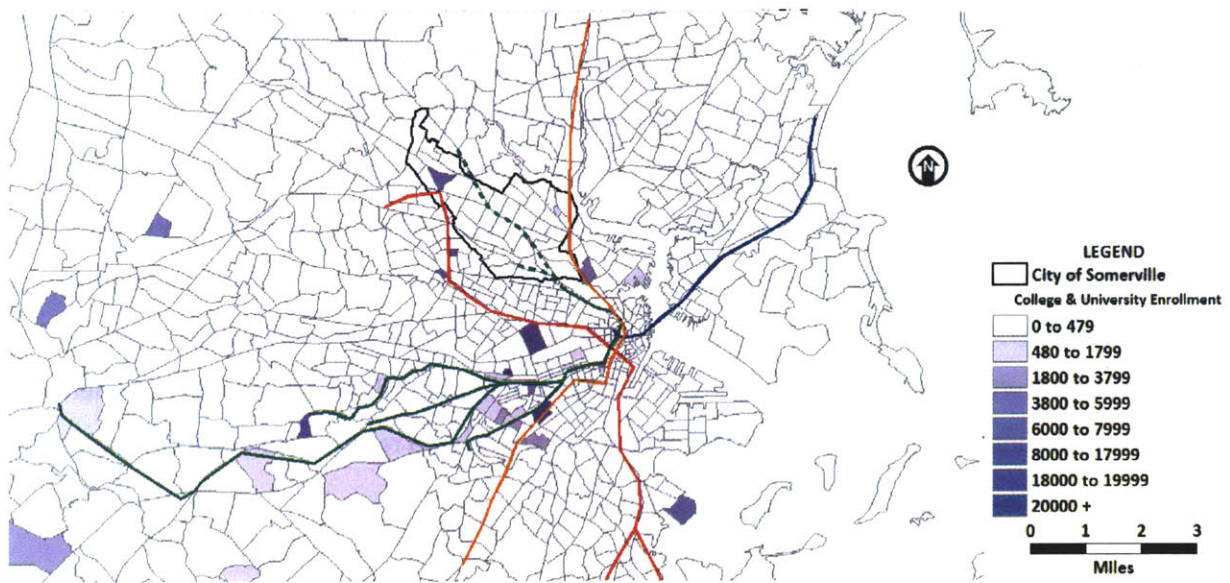 N
LEGEND
City of Somerville
College & University Enrollment
0 to 479
480 to 1799
1800 to 3799
3800 to 5999
6000 to 7999
8000 to 17999
18000 to 19999
20000 +
0 1 2 3
Miles